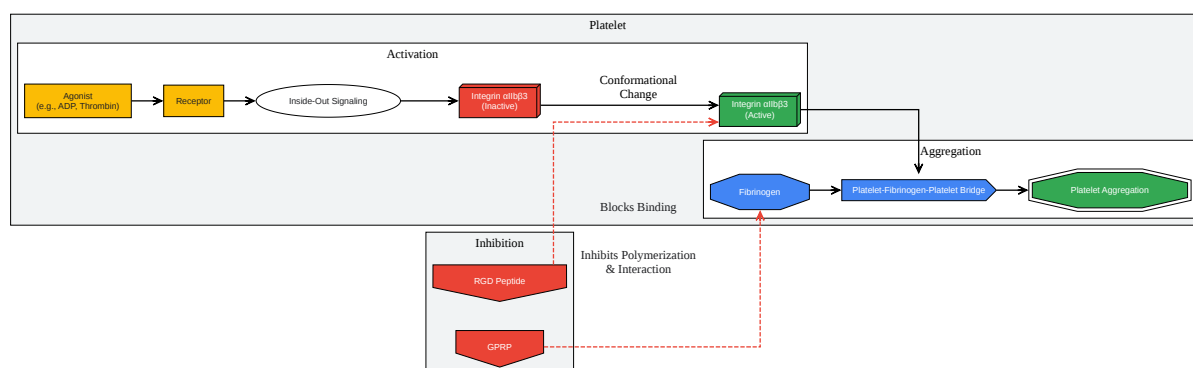 Platelet
Activation
Agonist
(e.g., ADP, Thrombin)
Receptor
Inside-Out Signaling
Integrin αIIbβ3
(Inactive)
Conformational
Change
Integrin αIIbβ3
(Active)
Aggregation
Fibrinogen
Platelet-Fibrinogen-Platelet Bridge
Platelet Aggregation
Blocks Binding
Inhibition
Inhibits Polymerization
& Interaction
RGD Peptide
GPRP